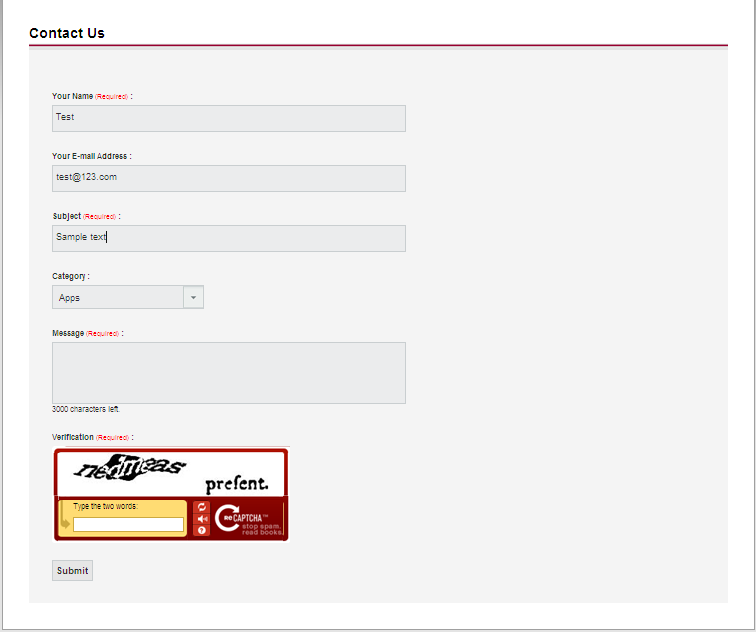 Contact Us
Your Name (Required) :
Test
Your E-mail Address :
test@123.com
Subject (Required) :
Sample text
Category :
Apps
Message (Required) :
3000 characters left.
Verification (Required) :
prefent.
Type the two words:
reCAPTCHA™
stop spam.
read books.
Submit